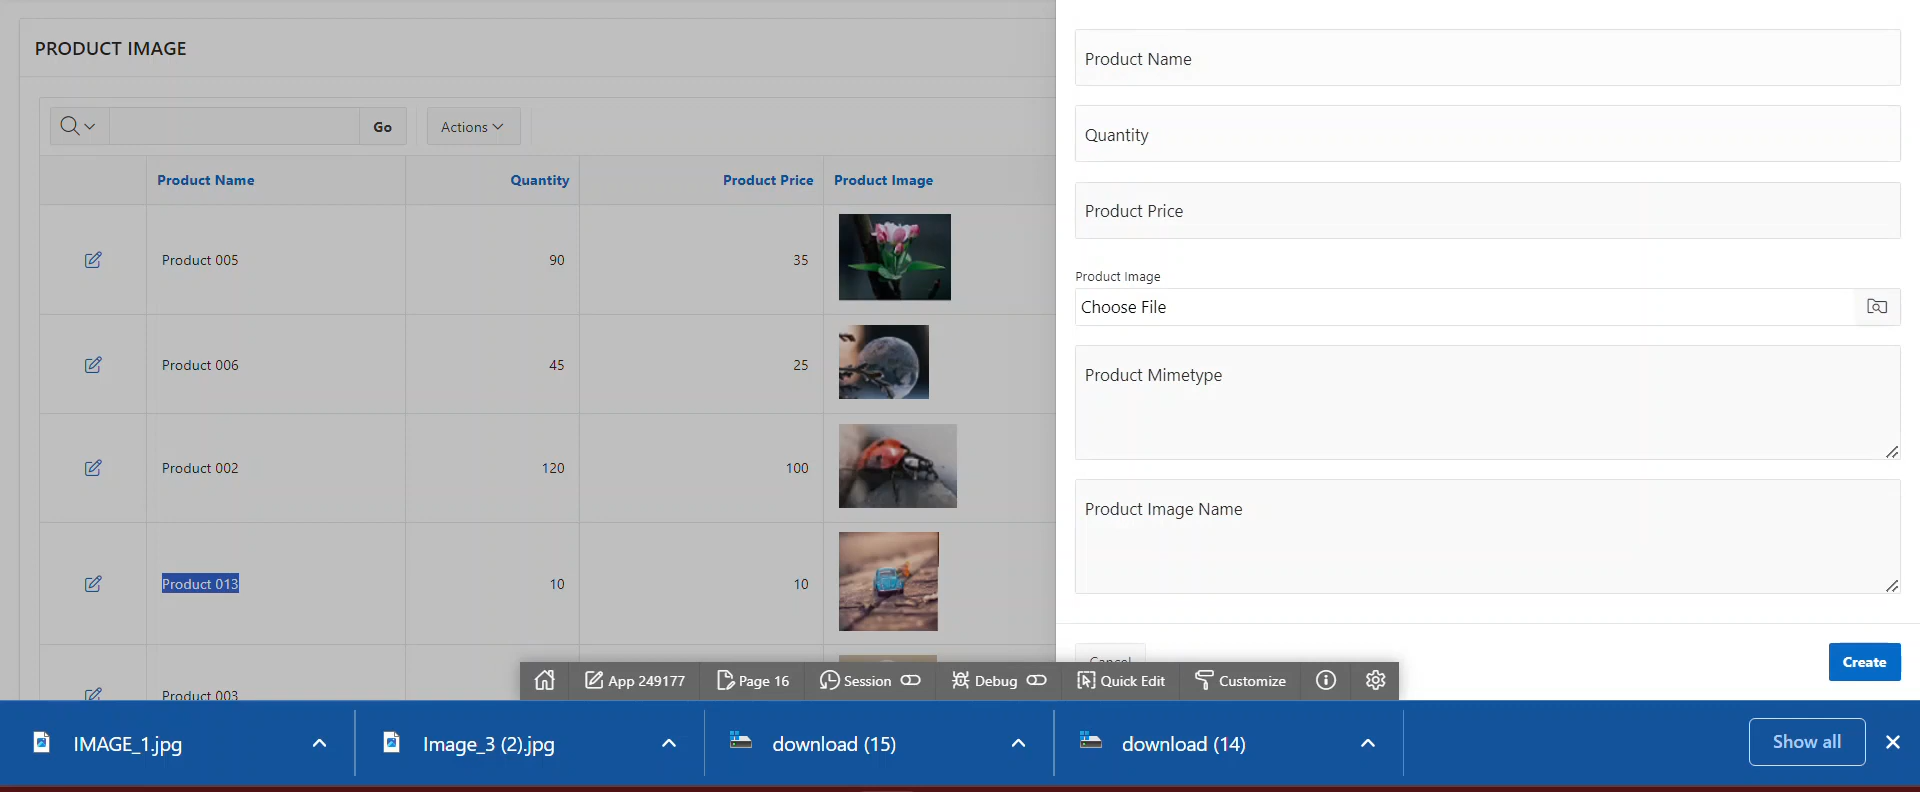 PRODUCT IMAGE
Go
Actions
Product Name Quantity Product Price Product Image
Product 005 90 35
Product 006 45 25
Product 002 120 100
Product 013 10 10
Product 003
Product Name
Quantity
Product Price
Product Image
Choose File
Product Mimetype
Product Image Name
Cancel
Create
App 249177 Page 16 Session Debug Quick Edit Customize
IMAGE_1.jpg Image_3 (2).jpg download (15) download (14) Show all